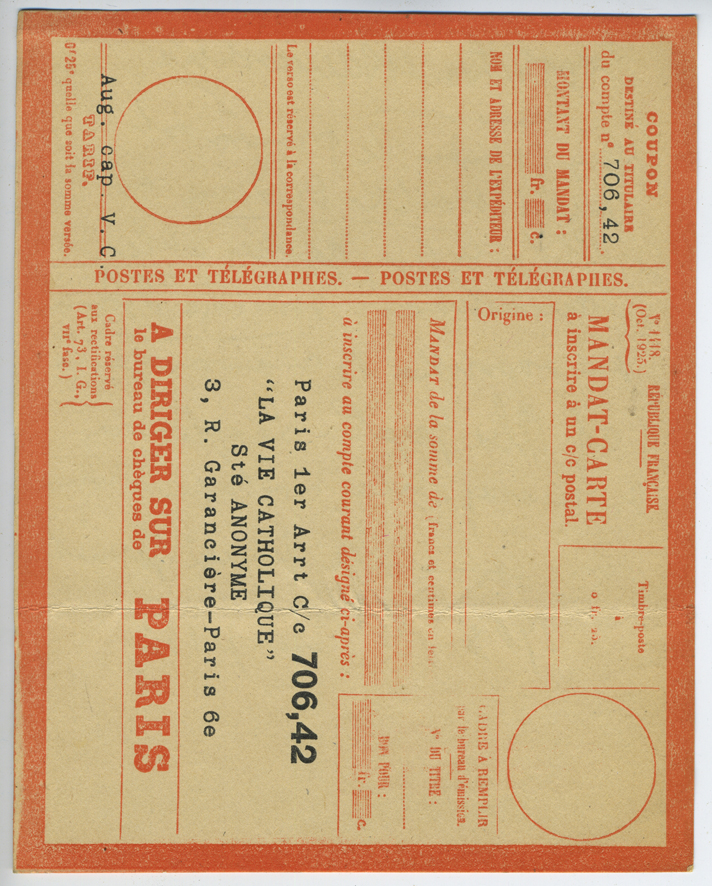 COUPON
DESTINÉ AU TITULAIRE
du compte n° 706,42.
MONTANT DU MANDAT :
fr. c.
NOM ET ADRESSE DE L'EXPÉDITEUR :
Le verso est réservé à la correspondance.
Aug. cap. V.C.
TARIF.
0f 25c quelle que soit la somme versée.
POSTES ET TÉLÉGRAPHES. — POSTES ET TÉLÉGRAPHES.
N° 1418.
(Oct. 1925.)
RÉPUBLIQUE FRANÇAISE.
MANDAT-CARTE
à inscrire à un c/c postal.
Timbre-poste
à
0 fr. 25.
Origine :
MANDAT de la somme de (francs et centimes en
à inscrire au compte courant désigné ci-après :
CADRE À REMPLIR
par le bureau d'émission.
N° DU TITRE :
BON POUR :
fr. c.
Paris 1er Arrt C/c 706,42
"LA VIE CATHOLIQUE"
Sté ANONYME
3, R. Garancière-Paris 6e
A DIRIGER SUR
le bureau de chèques de
PARIS
Cadre réservé
aux rectifications
(Art. 73, I. G.,
VIIe fasc.)